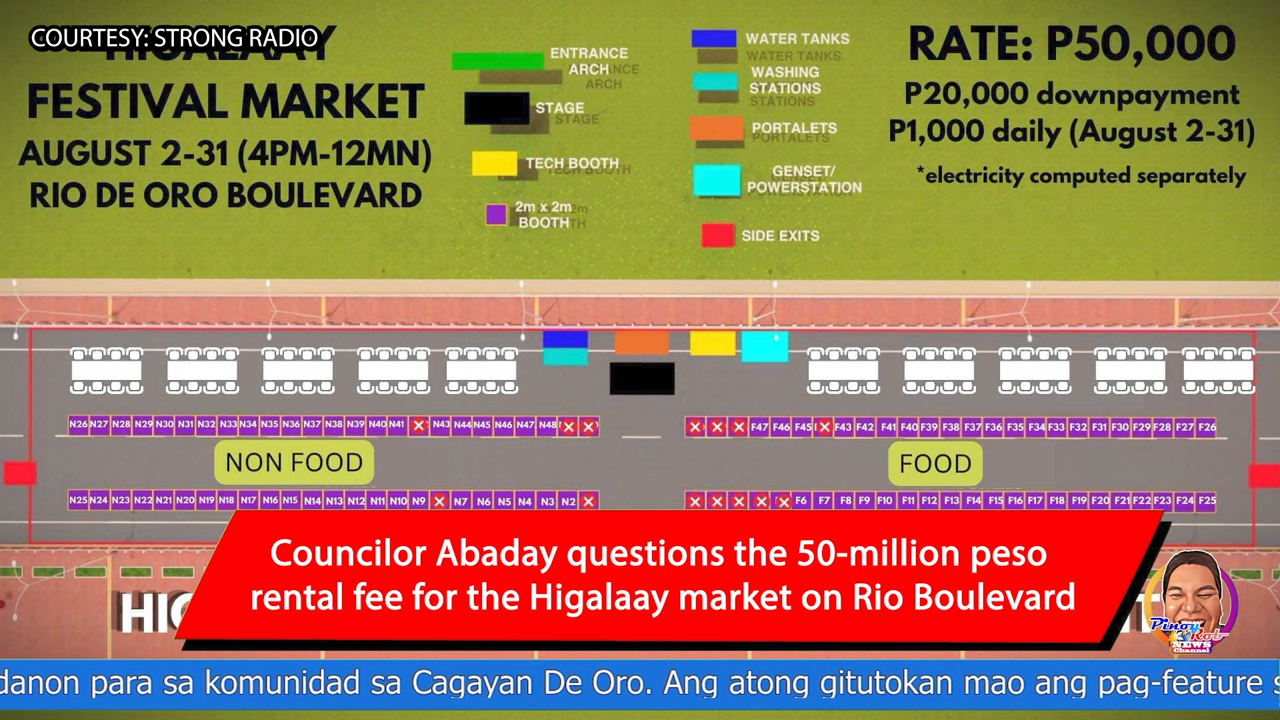 COURTESY: STRONG RADIO
HIGALAAY
FESTIVAL MARKET
AUGUST 2-31 (4PM-12MN)
RIO DE ORO BOULEVARD
ENTRANCE
ARCH
STAGE
TECH BOOTH
2m x 2m
BOOTH
WATER TANKS
WASHING
STATIONS
PORTALETS
GENSET/
POWERSTATION
SIDE EXITS
RATE: P50,000
P20,000 downpayment
P1,000 daily (August 2-31)
*electricity computed separately
N26 N27 N28 N29 N30 N31 N32 N33 N34 N35 N36 N37 N38 N39 N40 N41 N43 N44 N45 N46 N47 N48
F47 F46 F45 F43 F42 F41 F40 F39 F38 F37 F36 F35 F34 F33 F32 F31 F30 F29 F28 F27 F26
NON FOOD
FOOD
N25 N24 N23 N22 N21 N20 N19 N18 N17 N16 N15 N14 N13 N12 N11 N10 N9 N7 N6 N5 N4 N3 N2
F6 F7 F8 F9 F10 F11 F12 F13 F14 F15 F16 F17 F18 F19 F20 F21 F22 F23 F24 F25
Councilor Abaday questions the 50-million peso
rental fee for the Higalaay market on Rio Boulevard
Pinoy
Rob
NEWS
Channel
danon para sa komunidad sa Cagayan De Oro. Ang atong gitutokan mao ang pag-feature s